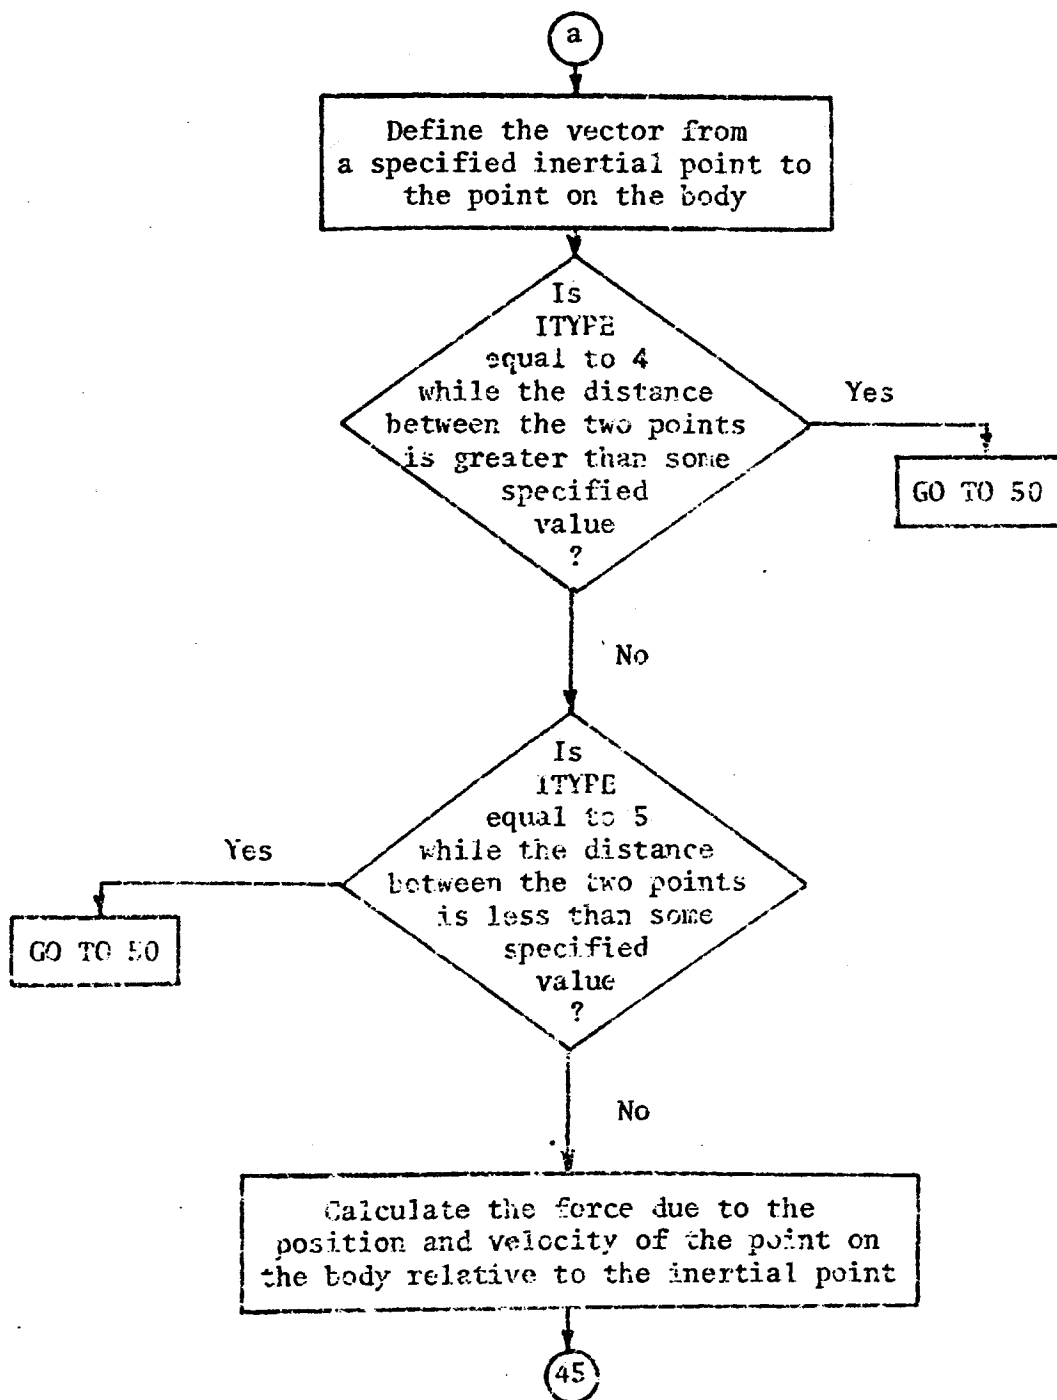 a
Define the vector from
a specified inertial point to
the point on the body
Is
ITYPE
equal to 4
while the distance
between the two points
is greater than some
specified
value
?
Yes
GO TO 50
No
Is
ITYPE
equal to 5
while the distance
between the two points
is less than some
specified
value
?
Yes
GO TO 50
No
Calculate the force due to the
position and velocity of the point on
the body relative to the inertial point
45